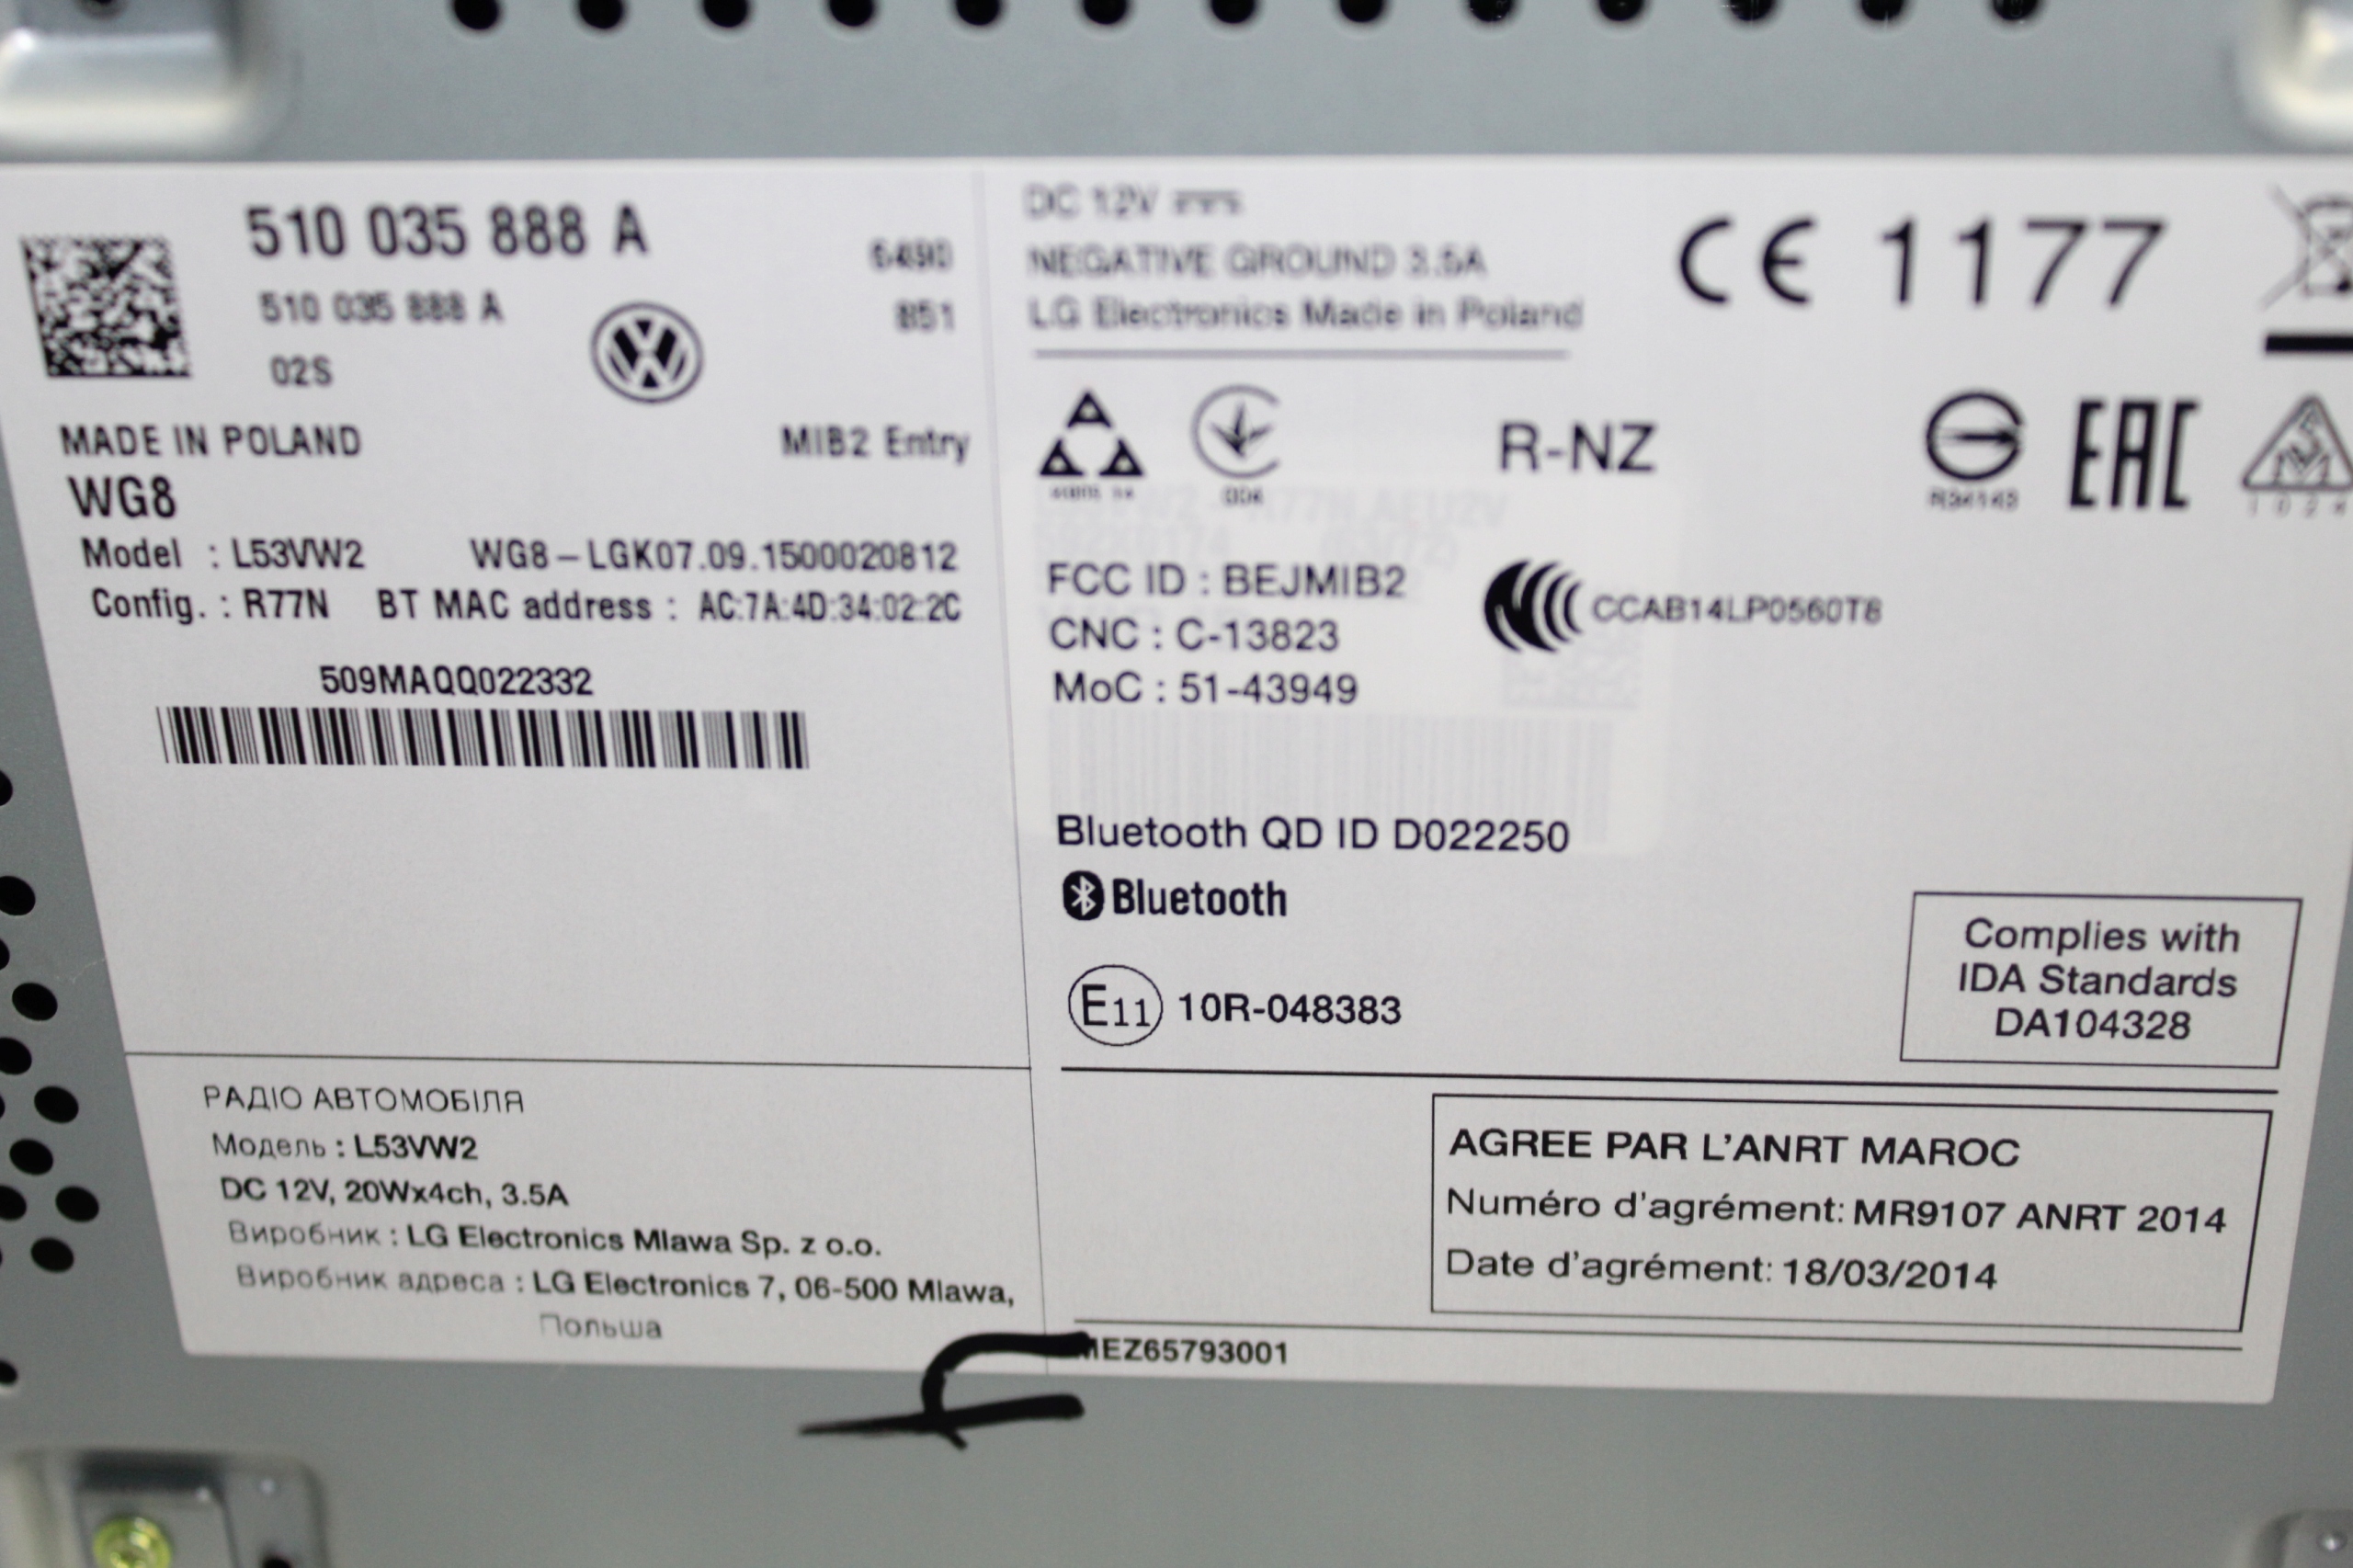 510 035 888 A
510 035 888 A
02S
6490
851
MADE IN POLAND
MIB2 Entry
WG8
Model : L53VW2 WG8-LGK07.09.1500020812
Config. : R77N BT MAC address : AC:7A:4D:34:02:2C
509MAQQ022332
РАДІО АВТОМОБІЛЯ
Модель : L53VW2
DC 12V, 20Wx4ch, 3.5A
Виробник : LG Electronics Mlawa Sp. z o.o.
Виробник адреса : LG Electronics 7, 06-500 Mlawa,
Польша
DC 12V
NEGATIVE GROUND 3.5A
LG Electronics Made in Poland
CE 1177
R-NZ
EAC
FCC ID : BEJMIB2
CCAB14LP0560T8
CNC : C-13823
MoC : 51-43949
Bluetooth QD ID D022250
Bluetooth
E11 10R-048383
Complies with
IDA Standards
DA104328
AGREE PAR L'ANRT MAROC
Numéro d'agrément: MR9107 ANRT 2014
Date d'agrément: 18/03/2014
MEZ65793001